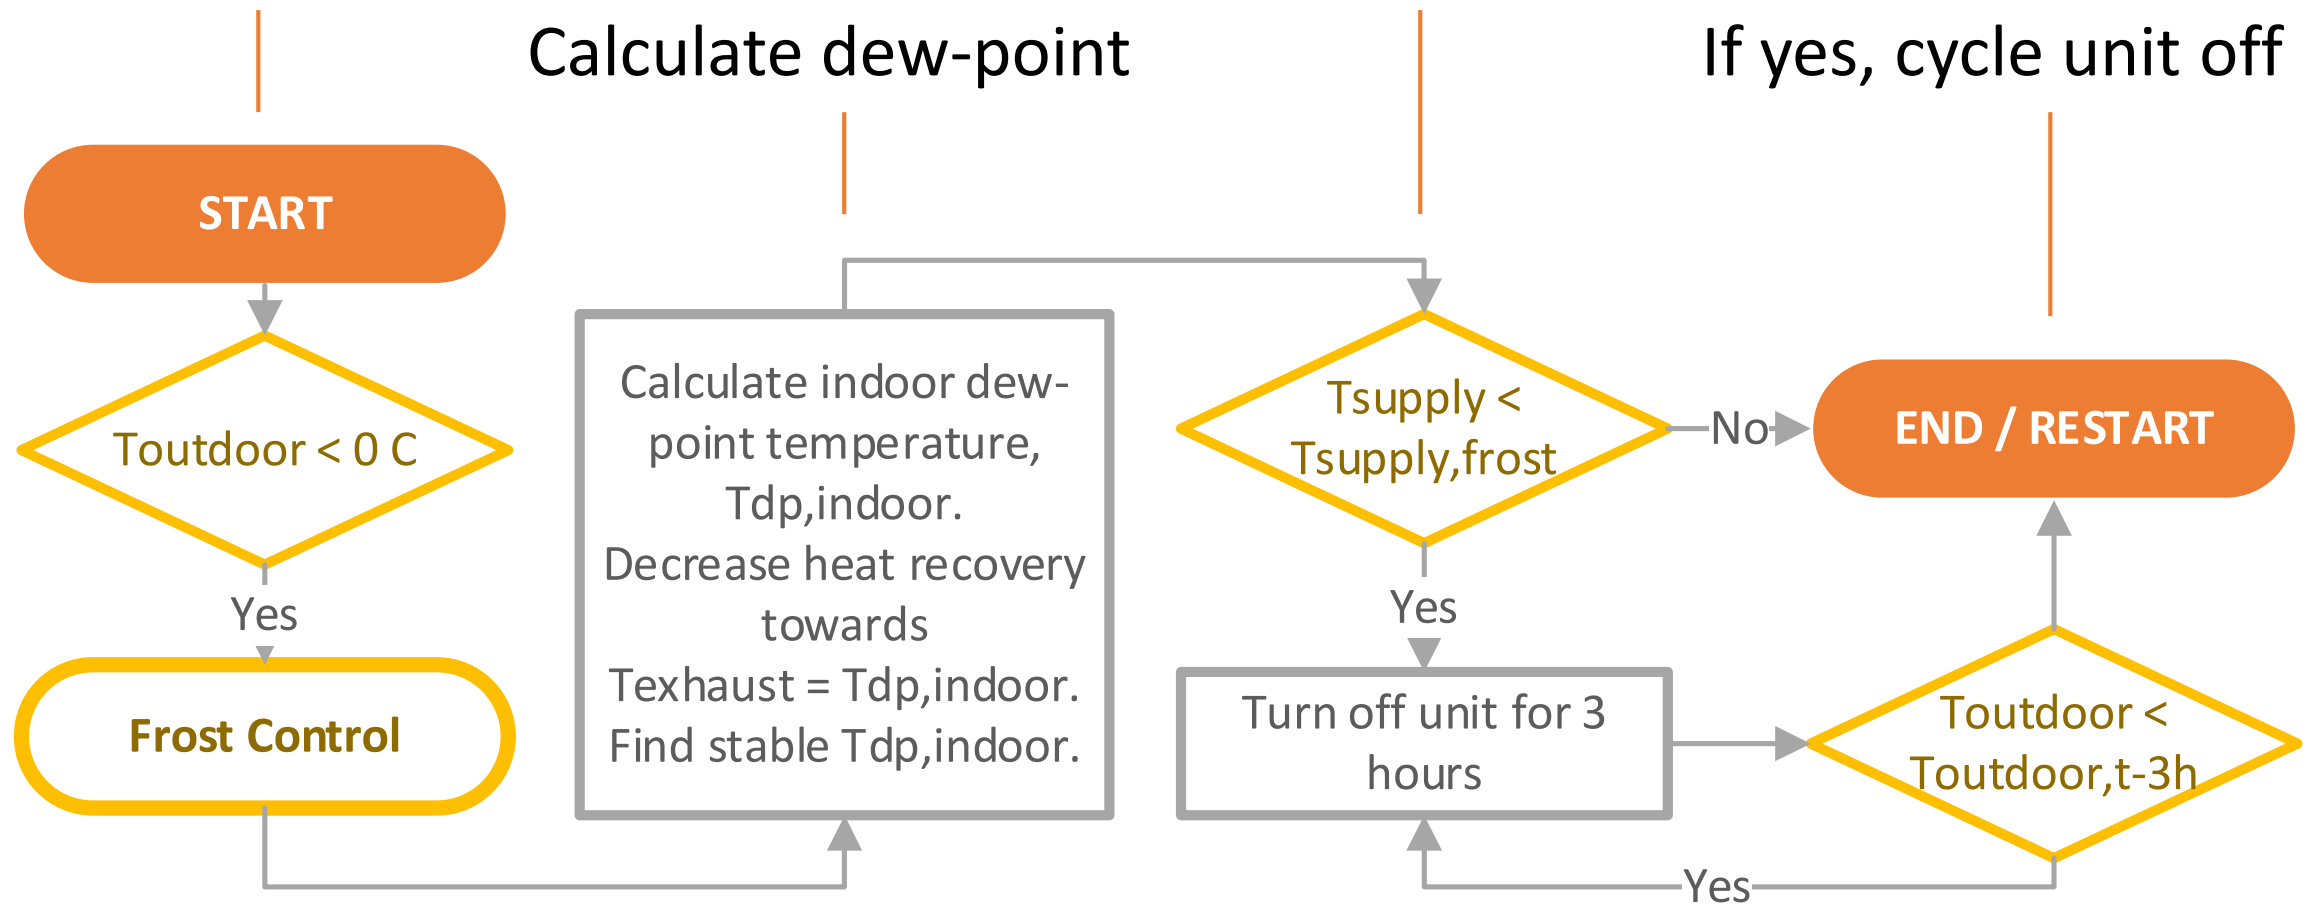 Calculate dew-point
If yes, cycle unit off
START
Toutdoor < 0 C
Yes
Frost Control
Calculate indoor dew-
point temperature,
Tdp,indoor.
Decrease heat recovery
towards
Texhaust = Tdp,indoor.
Find stable Tdp,indoor.
Tsupply <
Tsupply,frost
No
END / RESTART
Yes
Turn off unit for 3
hours
Toutdoor <
Toutdoor,t-3h
Yes